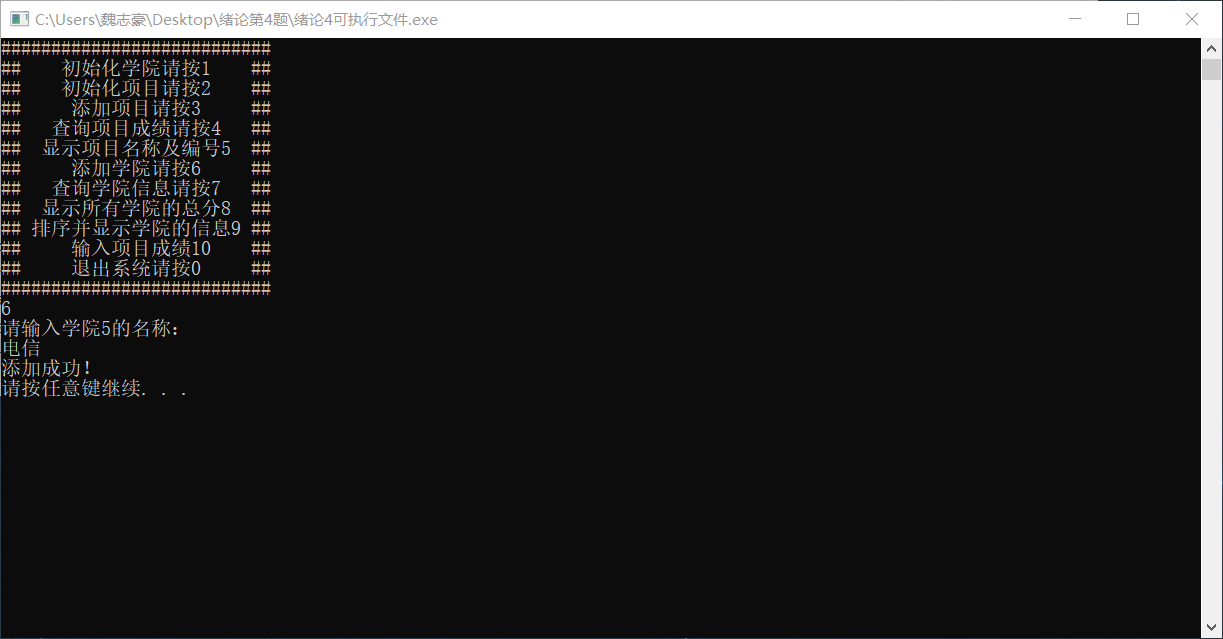 C:\Users\魏志豪\Desktop\绪论第4题\绪论4可执行文件.exe
###########################
##    初始化学院请按1    ##
##    初始化项目请按2    ##
##     添加项目请按3     ##
##   查询项目成绩请按4   ##
##  显示项目名称及编号5  ##
##     添加学院请按6     ##
##   查询学院信息请按7   ##
##  显示所有学院的总分8  ##
## 排序并显示学院的信息9 ##
##     输入项目成绩10    ##
##     退出系统请按0     ##
###########################
6
请输入学院5的名称：
电信
添加成功！
请按任意键继续. . .